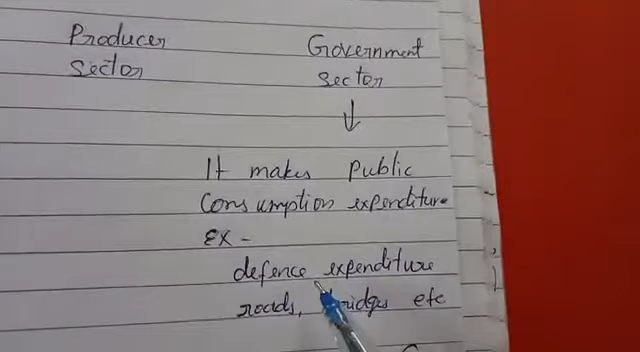 Producer
Sector
Government
sector
It makes Public
Consumption expenditure
Ex -
defence expenditure
roads, bridges etc